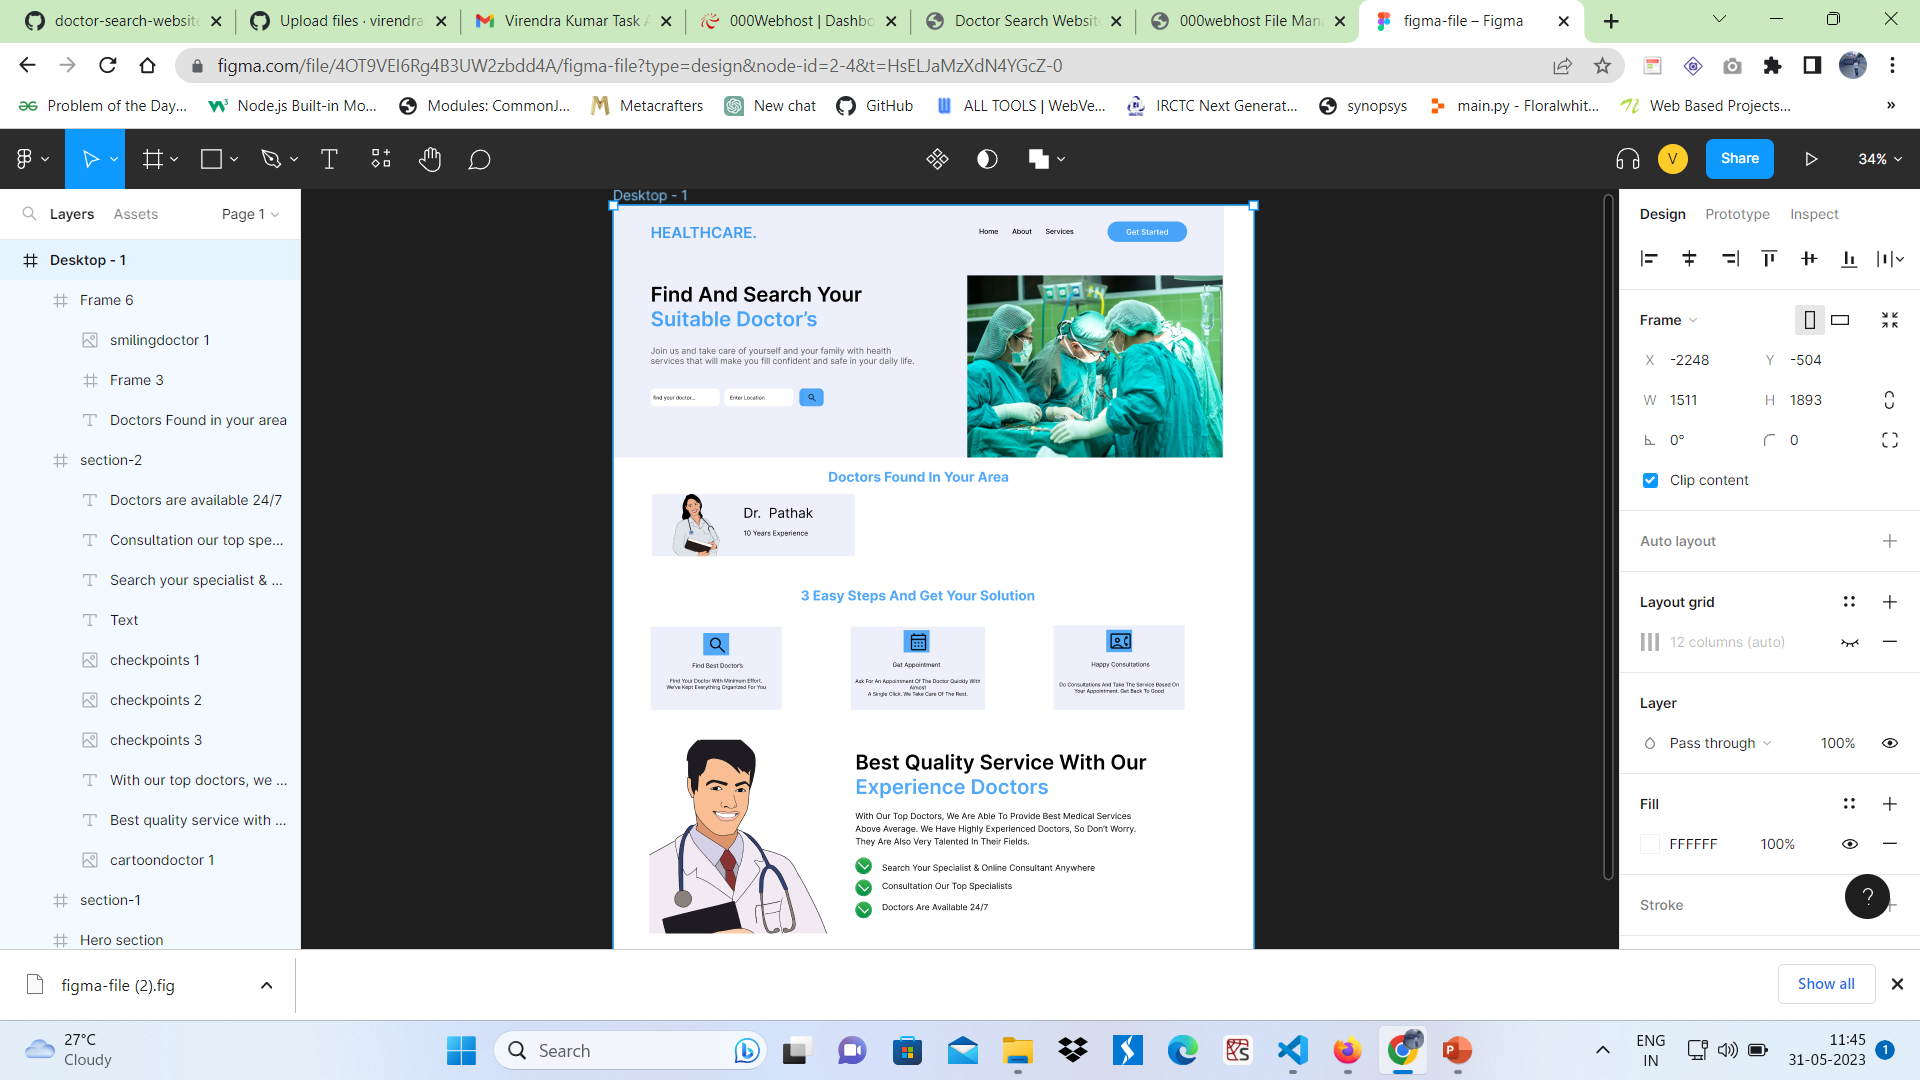 doctor-search-website
Upload files · virendra
Virendra Kumar Task A
000Webhost | Dashbo
Doctor Search Website
000webhost File Man
figma-file – Figma
figma.com/file/4OT9VEI6Rg4B3UW2zbdd4A/figma-file?type=design&node-id=2-4&t=HsELJaMzXdN4YGcZ-0
Problem of the Day...
Node.js Built-in Mo...
Modules: CommonJ...
Metacrafters
New chat
GitHub
ALL TOOLS | WebVe...
IRCTC Next Generat...
synopsys
main.py - Floralwhit...
Web Based Projects...
»
V
Share
34%
Layers
Assets
Page 1
Desktop - 1
Frame 6
smilingdoctor 1
Frame 3
Doctors Found in your area
section-2
Doctors are available 24/7
Consultation our top spe...
Search your specialist & ...
Text
checkpoints 1
checkpoints 2
checkpoints 3
With our top doctors, we ...
Best quality service with ...
cartoondoctor 1
section-1
Hero section
Desktop - 1
HEALTHCARE.
Home
About
Services
Get Started
Find And Search Your
Suitable Doctor's
Join us and take care of yourself and your family with health
services that will make you fill confident and safe in your daily life.
find your doctor...
Enter Location
Doctors Found In Your Area
Dr. Pathak
10 Years Experience
3 Easy Steps And Get Your Solution
Find Best Doctor's
Find Your Doctor With Minimum Effort.
We've Kept Everything Organized For You
Get Appointment
Ask For An Appoinment Of The Doctor Quickly With
Almost
A Single Click. We Take Care Of The Rest.
Happy Consultations
Do Consultations And Take The Service Based On
Your Appointment. Get Back To Good
Best Quality Service With Our
Experience Doctors
With Our Top Doctors, We Are Able To Provide Best Medical Services
Above Average. We Have Highly Experienced Doctors, So Don't Worry.
They Are Also Very Talented In Their Fields.
Search Your Specialist & Online Consultant Anywhere
Consultation Our Top Specialists
Doctors Are Available 24/7
Design
Prototype
Inspect
Frame
X -2248
Y -504
W 1511
H 1893
0°
0
Clip content
Auto layout
Layout grid
12 columns (auto)
Layer
Pass through
100%
Fill
FFFFFF
100%
Stroke
?
figma-file (2).fig
Show all
27°C
Cloudy
Search
ENG
IN
11:45
31-05-2023
1